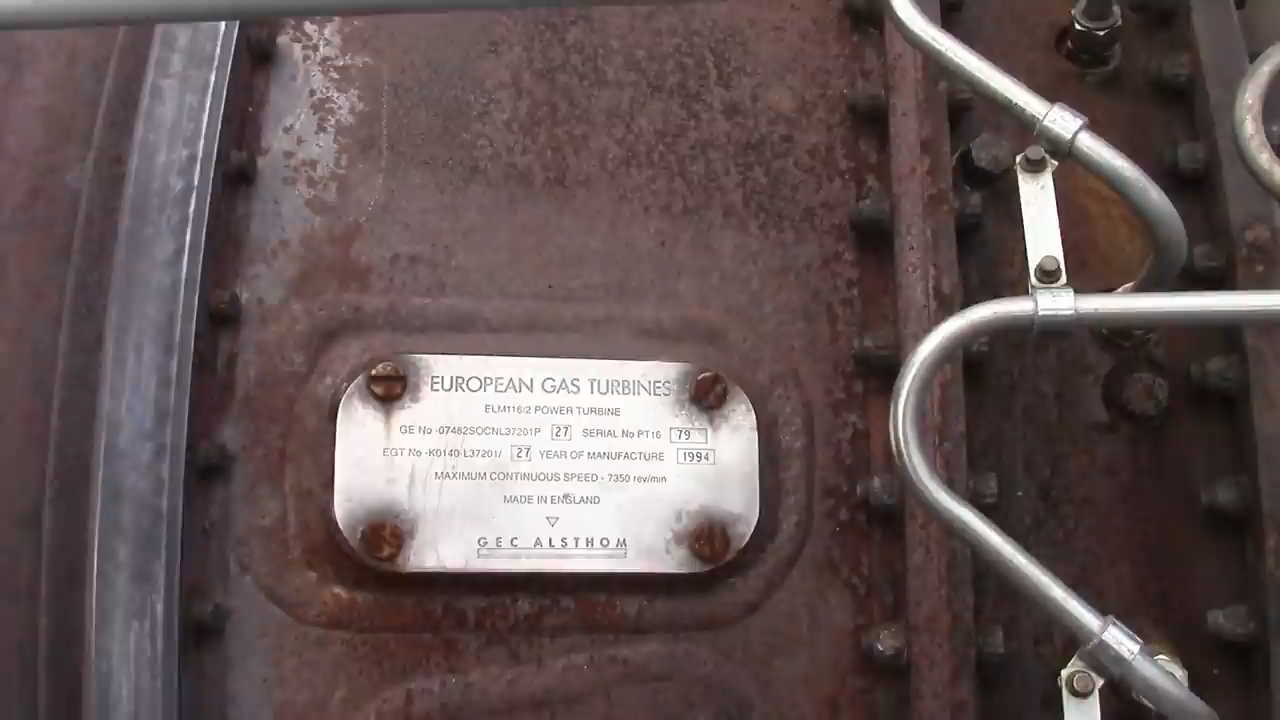 EUROPEAN GAS TURBINES
ELM116/2 POWER TURBINE
GE No -07482SOCNL37201P 27 SERIAL No PT16 79
EGT No -K0140-L37201/ 27 YEAR OF MANUFACTURE 1994
MAXIMUM CONTINUOUS SPEED - 7350 rev/min
MADE IN ENGLAND
GEC ALSTHOM